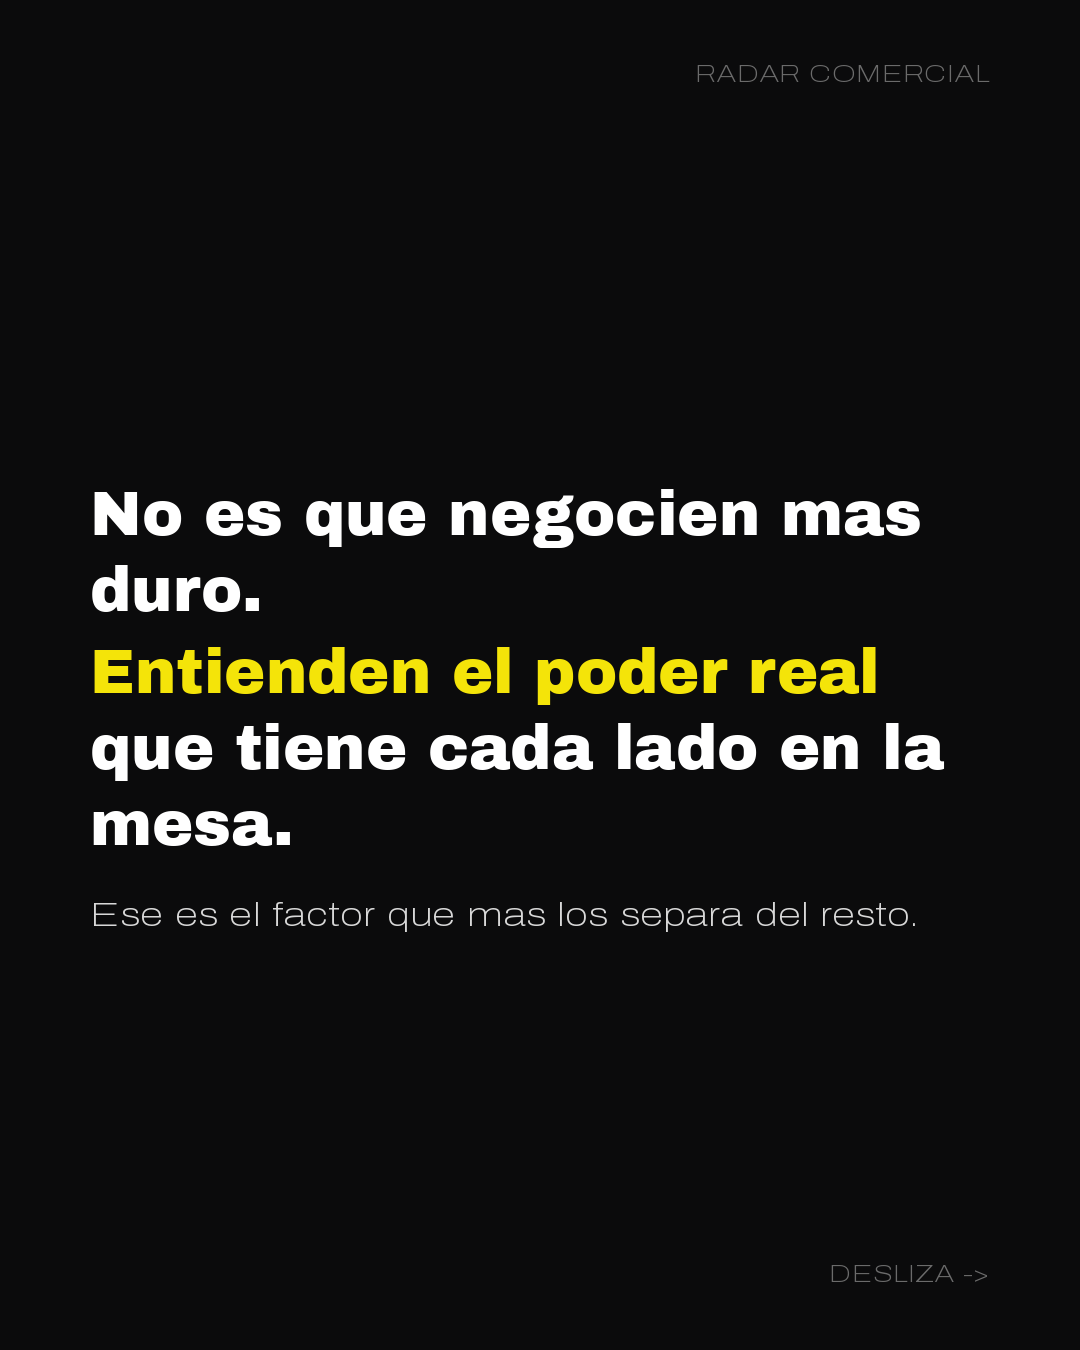 RADAR COMERCIAL
No es que negocien mas
duro.
Entienden el poder real
que tiene cada lado en la
mesa.
Ese es el factor que mas los separa del resto.
DESLIZA ->